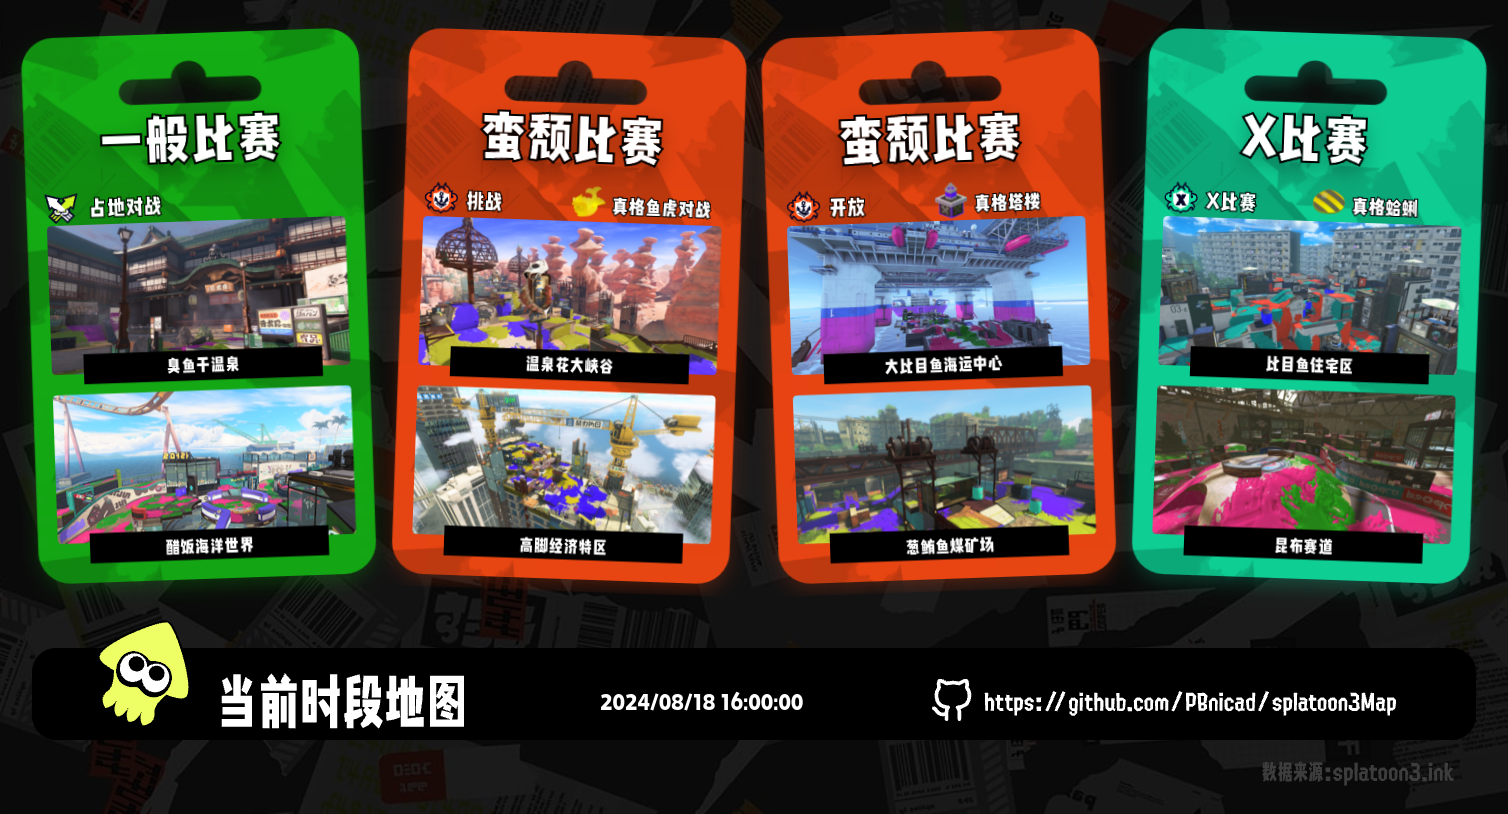 一般比赛
占地对战
臭鱼干温泉
醋饭海洋世界
蛮颓比赛
挑战
真格鱼虎对战
温泉花大峡谷
高脚经济特区
蛮颓比赛
开放
真格塔楼
大比目鱼海运中心
葱鲔鱼煤矿场
X比赛
X比赛
真格蛤蜊
比目鱼住宅区
昆布赛道
当前时段地图
2024/08/18 16:00:00
https://github.com/PBnicad/splatoon3Map
数据来源:splatoon3.ink